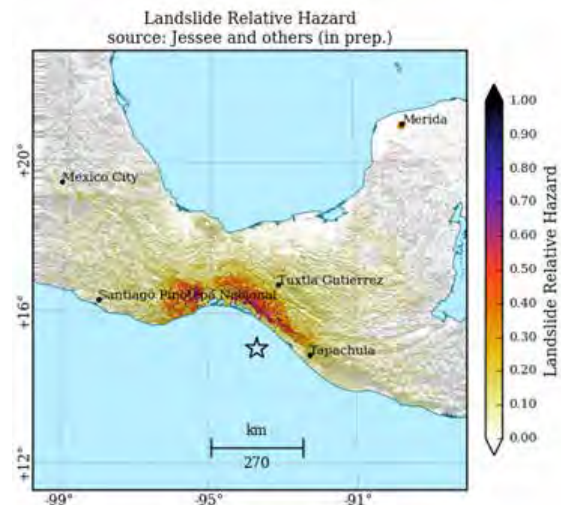 Landslide Relative Hazard
source: Jessee and others (in prep.)
Merida
+20°
Mexico City
Tuxtla Gutierrez
Santiago Pinotepa Nacional
+16°
Tapachula
km
270
+12°
-99°
-95°
-91°
1.00
0.90
0.80
0.70
0.60
0.50
0.40
0.30
0.20
0.10
0.00
Landslide Relative Hazard